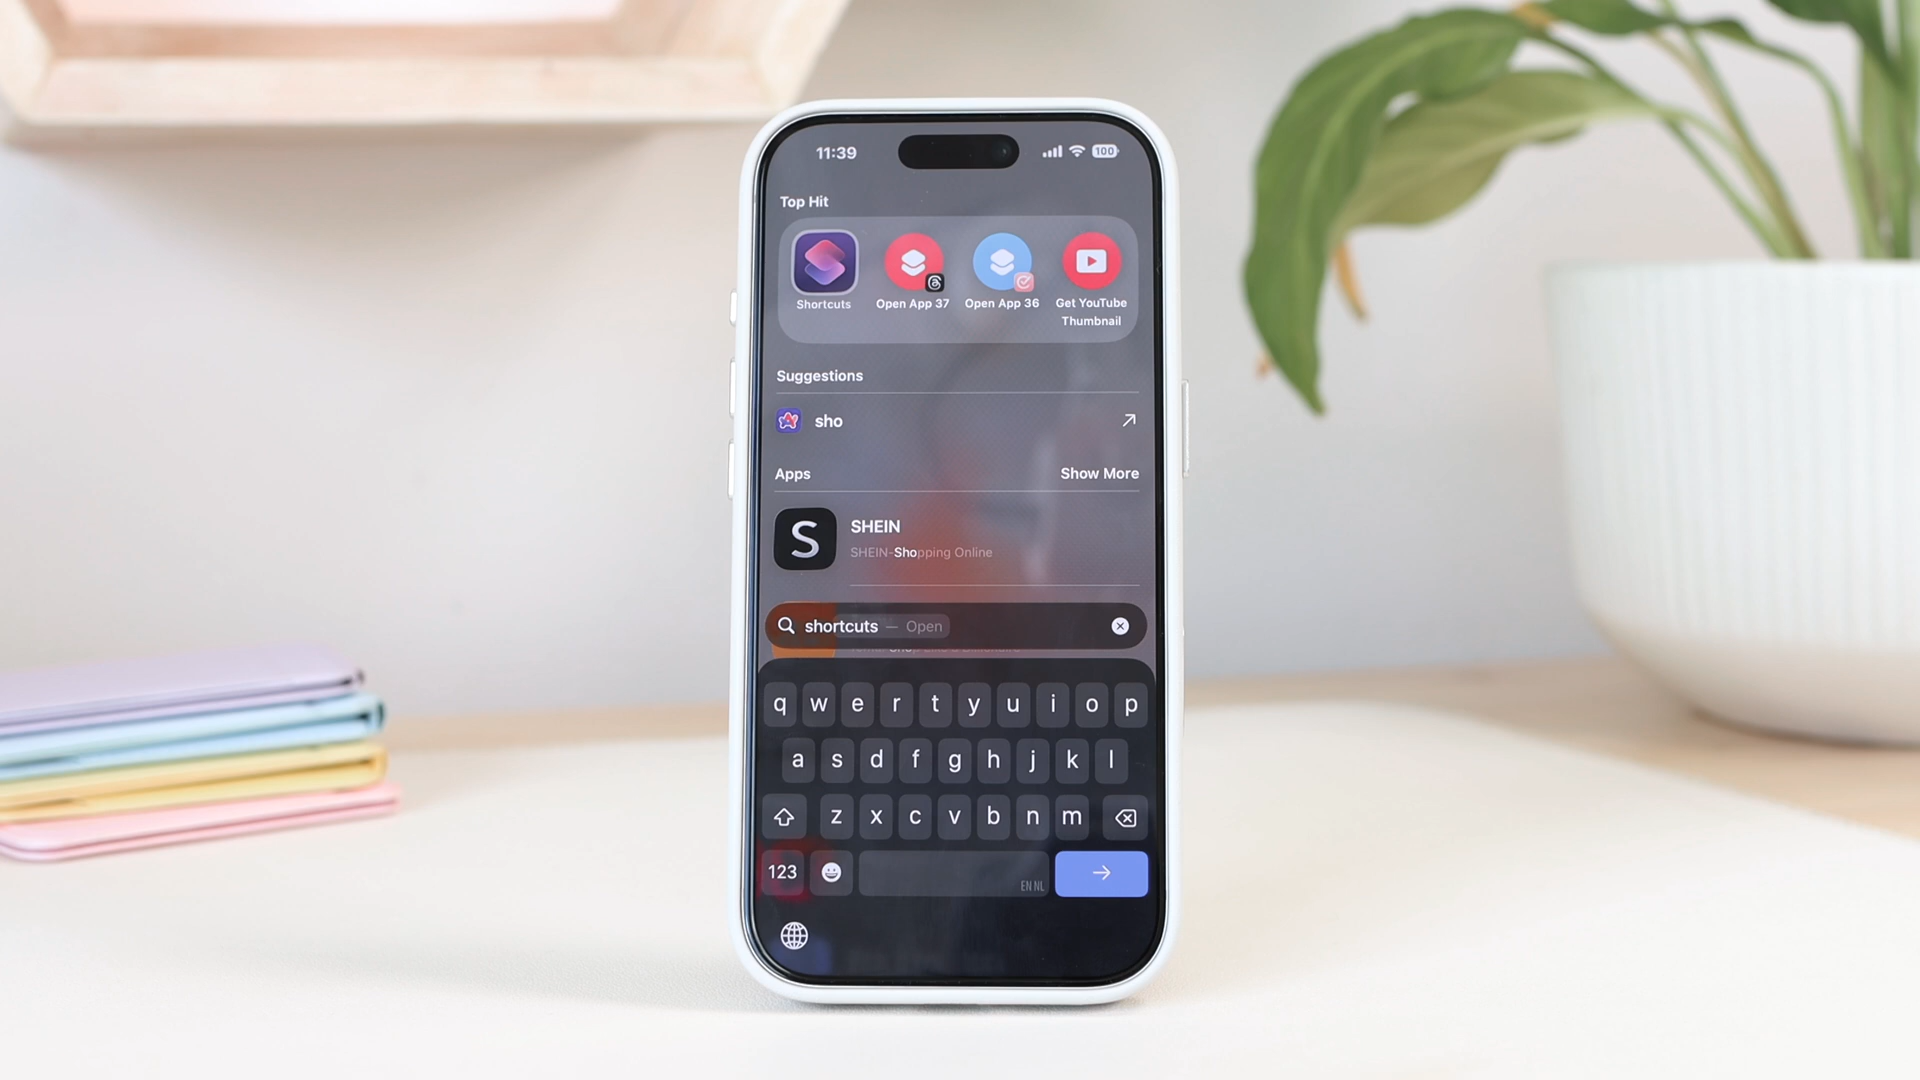 11:39
100
Top Hit
Shortcuts
Open App 37
Open App 36
Get YouTube
Thumbnail
Suggestions
sho
Apps
Show More
S
SHEIN
SHEIN-Shopping Online
shortcuts — Open
q w e r t y u i o p
a s d f g h j k l
z x c v b n m
123
EN NL